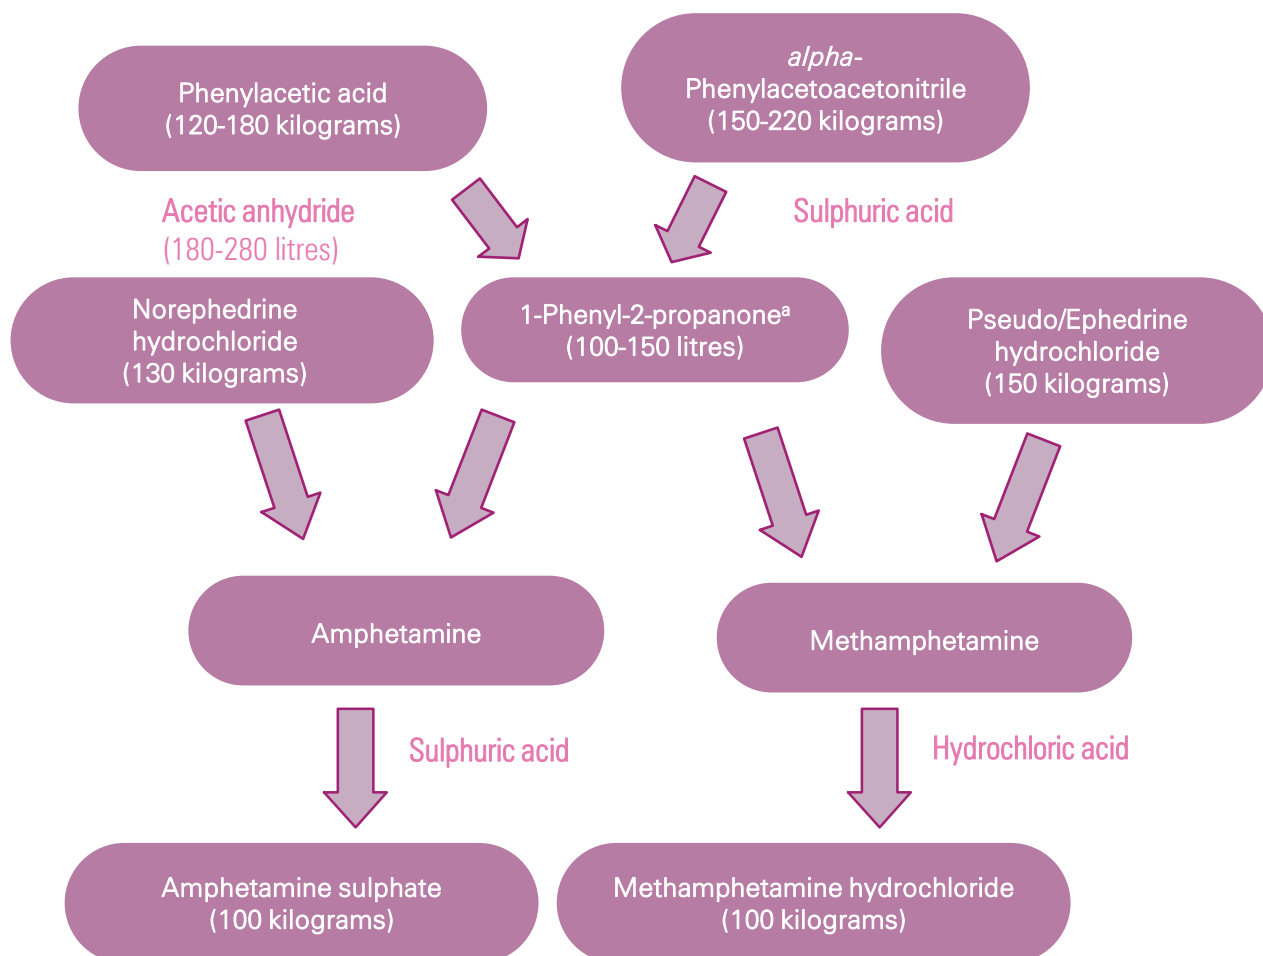 Phenylacetic acid
(120-180 kilograms)
alpha-
Phenylacetoacetonitrile
(150-220 kilograms)
Acetic anhydride
(180-280 litres)
Sulphuric acid
Norephedrine
hydrochloride
(130 kilograms)
1-Phenyl-2-propanoneᵃ
(100-150 litres)
Pseudo/Ephedrine
hydrochloride
(150 kilograms)
Amphetamine
Methamphetamine
Sulphuric acid
Hydrochloric acid
Amphetamine sulphate
(100 kilograms)
Methamphetamine hydrochloride
(100 kilograms)